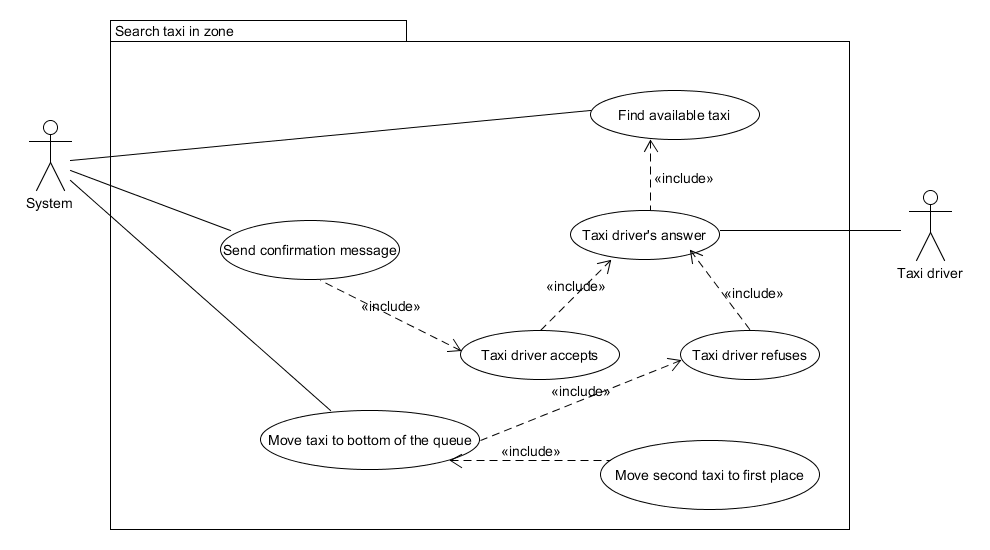 Search taxi in zone
Find available taxi
«include»
System
Taxi driver's answer
Send confirmation message
Taxi driver
«include»
«include»
«include»
Taxi driver accepts
Taxi driver refuses
«include»
Move taxi to bottom of the queue
«include»
Move second taxi to first place